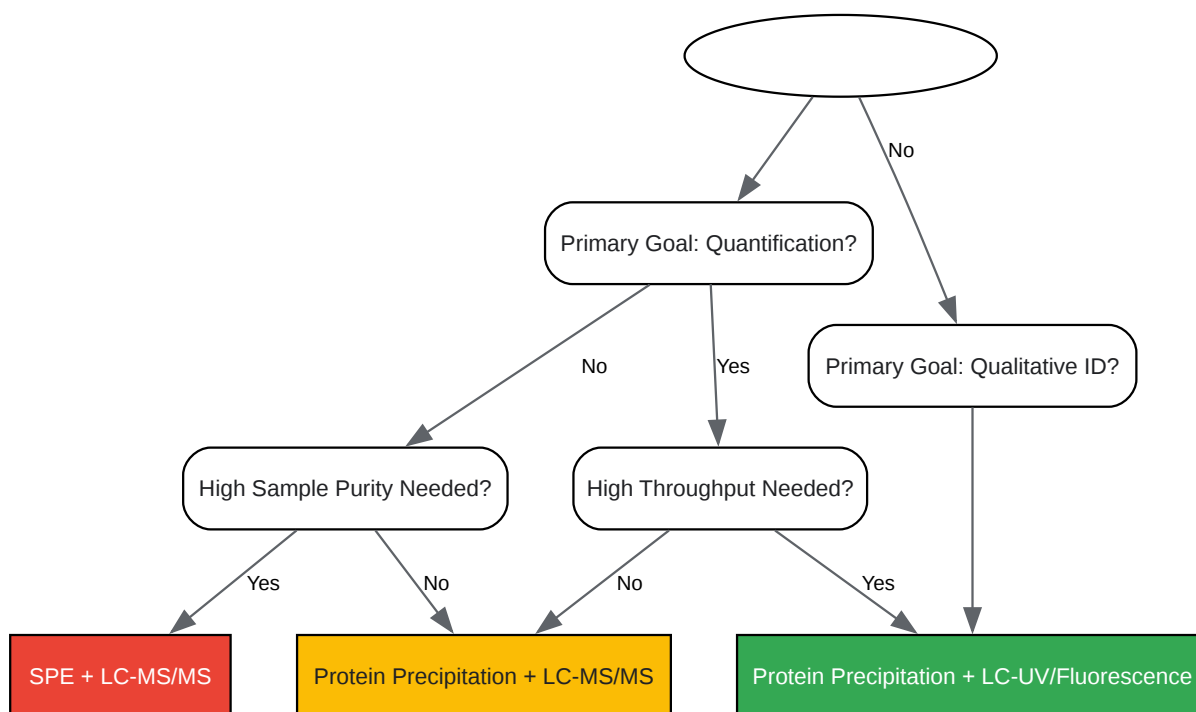 No
Primary Goal: Quantification?
Primary Goal: Qualitative ID?
No
Yes
High Sample Purity Needed?
High Throughput Needed?
Yes
No
No
Yes
SPE + LC-MS/MS
Protein Precipitation + LC-MS/MS
Protein Precipitation + LC-UV/Fluorescence